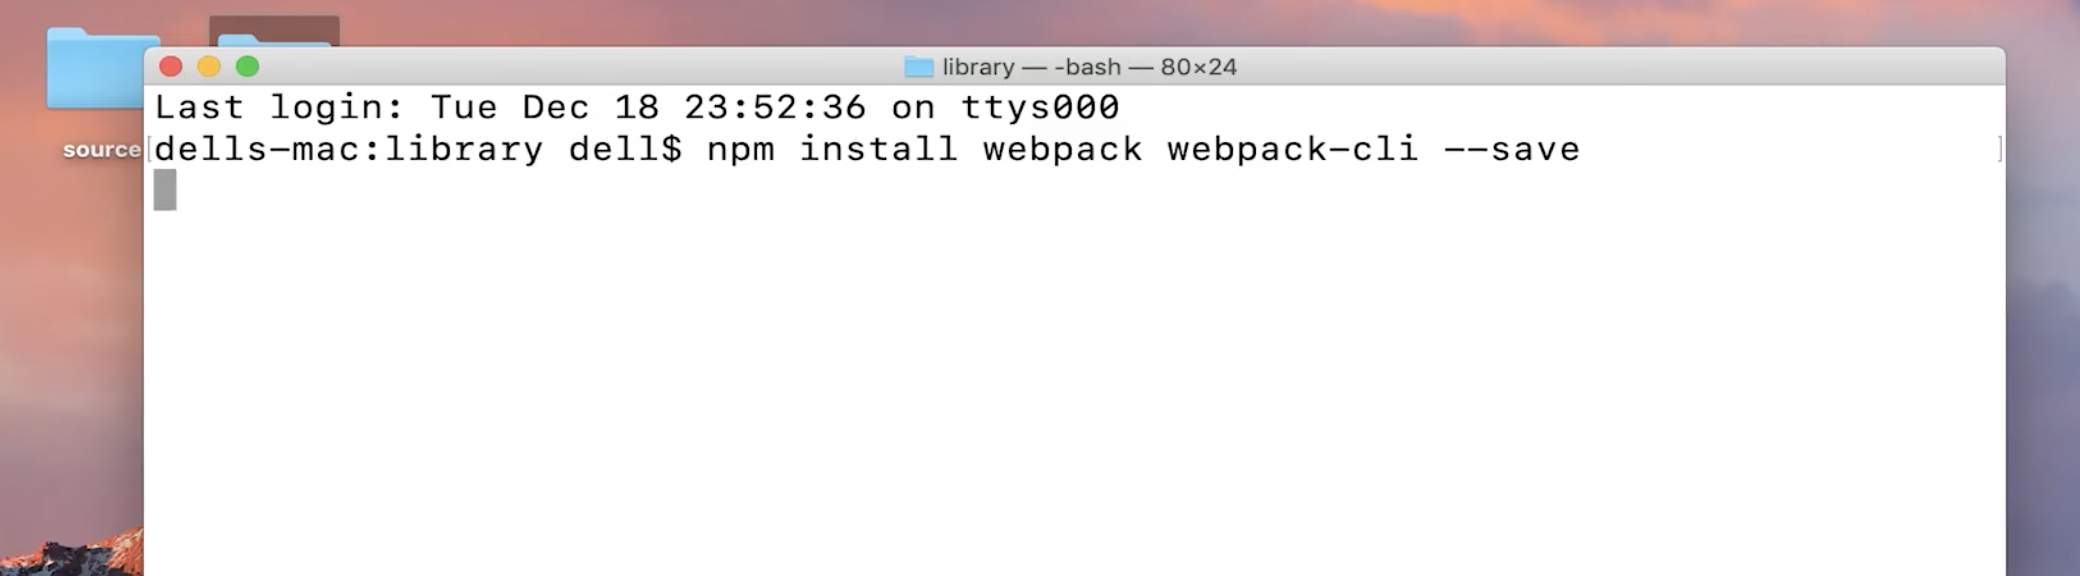 library — -bash — 80×24
Last login: Tue Dec 18 23:52:36 on ttys000
source
[dells-mac:library dell$ npm install webpack webpack-cli --save ]